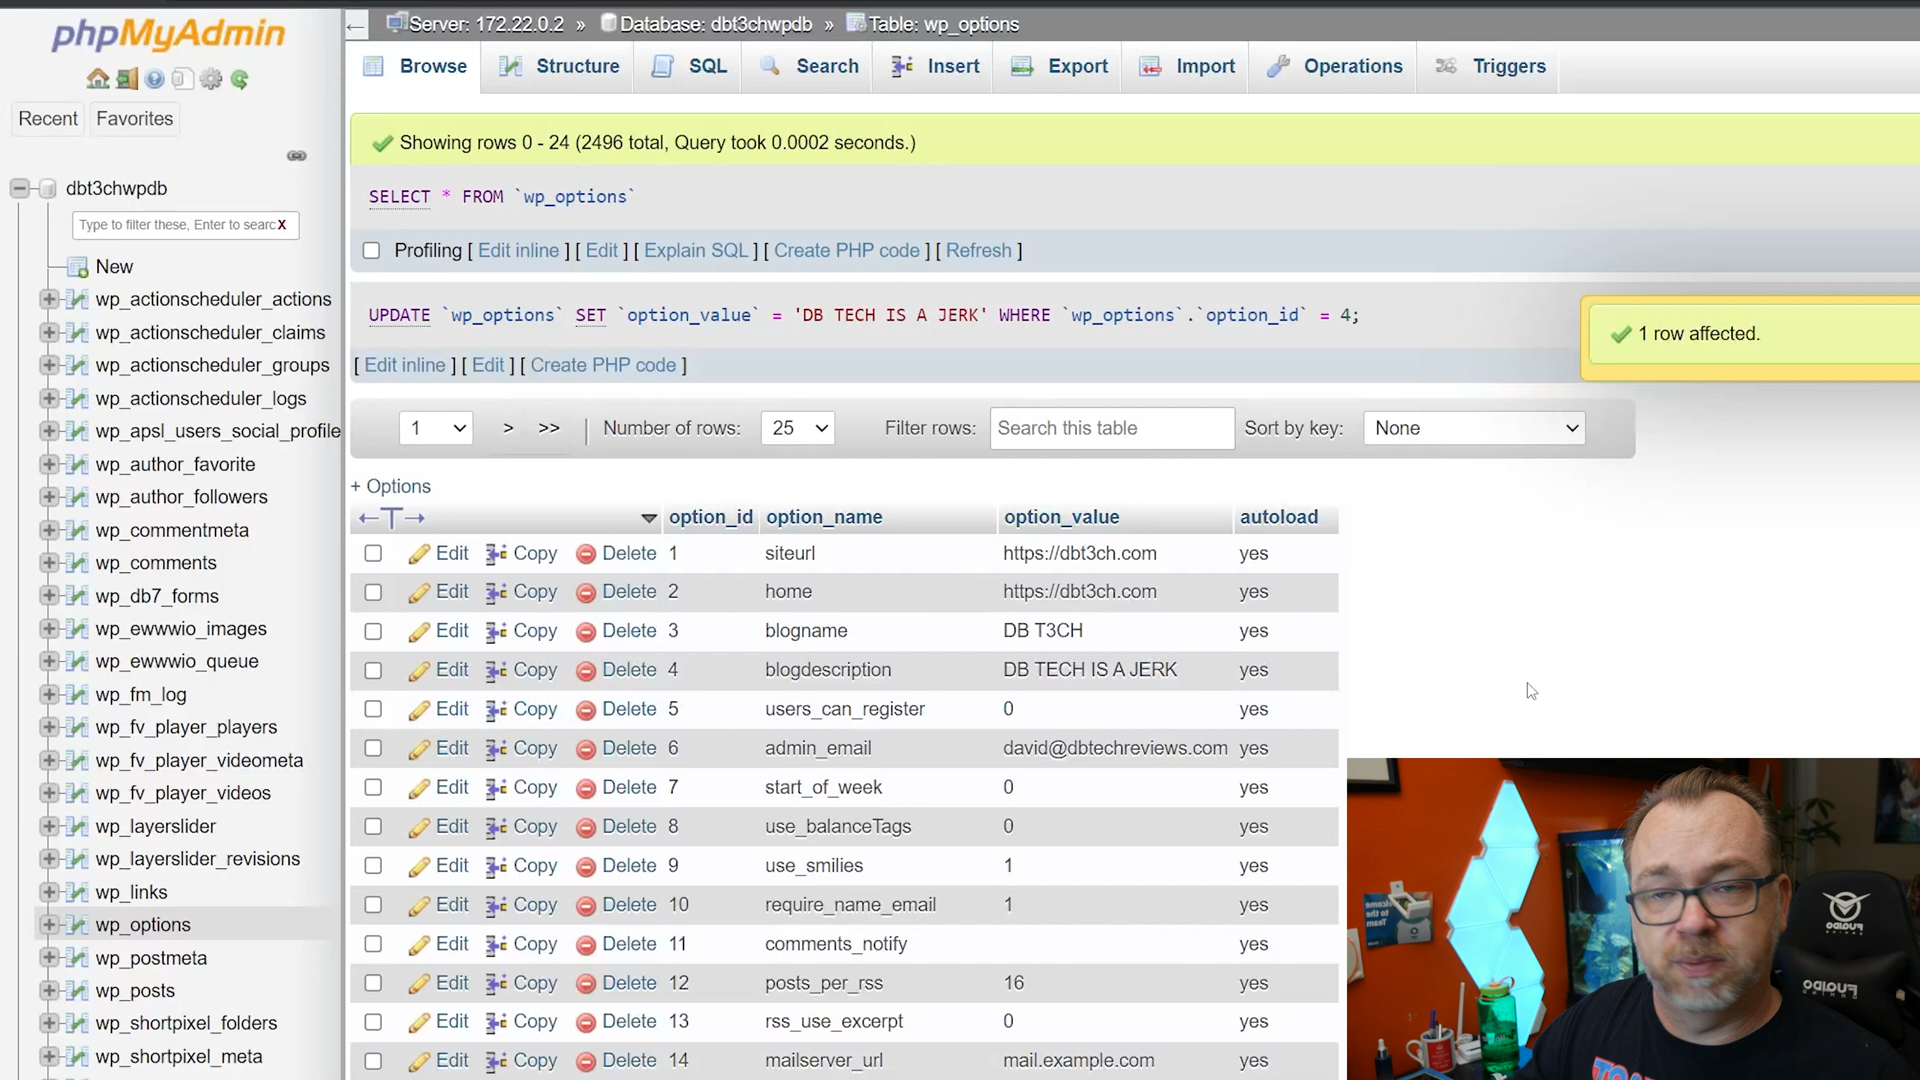 phpMyAdmin
Recent Favorites
dbt3chwpdb
Type to filter these, Enter to searc X
New
wp_actionscheduler_actions
wp_actionscheduler_claims
wp_actionscheduler_groups
wp_actionscheduler_logs
wp_apsl_users_social_profile
wp_author_favorite
wp_author_followers
wp_commentmeta
wp_comments
wp_db7_forms
wp_ewwwio_images
wp_ewwwio_queue
wp_fm_log
wp_fv_player_players
wp_fv_player_videometa
wp_fv_player_videos
wp_layerslider
wp_layerslider_revisions
wp_links
wp_options
wp_postmeta
wp_posts
wp_shortpixel_folders
wp_shortpixel_meta
Server: 172.22.0.2 » Database: dbt3chwpdb » Table: wp_options
Browse Structure SQL Search Insert Export Import Operations Triggers
Showing rows 0 - 24 (2496 total, Query took 0.0002 seconds.)
SELECT * FROM `wp_options`
Profiling [ Edit inline ] [ Edit ] [ Explain SQL ] [ Create PHP code ] [ Refresh ]
UPDATE `wp_options` SET `option_value` = 'DB TECH IS A JERK' WHERE `wp_options`.`option_id` = 4;
1 row affected.
[ Edit inline ] [ Edit ] [ Create PHP code ]
1 > >> | Number of rows: 25 Filter rows: Search this table Sort by key: None
+ Options
option_id option_name option_value autoload
Edit Copy Delete 1 siteurl https://dbt3ch.com yes
Edit Copy Delete 2 home https://dbt3ch.com yes
Edit Copy Delete 3 blogname DB T3CH yes
Edit Copy Delete 4 blogdescription DB TECH IS A JERK yes
Edit Copy Delete 5 users_can_register 0 yes
Edit Copy Delete 6 admin_email david@dbtechreviews.com yes
Edit Copy Delete 7 start_of_week 0 yes
Edit Copy Delete 8 use_balanceTags 0 yes
Edit Copy Delete 9 use_smilies 1 yes
Edit Copy Delete 10 require_name_email 1 yes
Edit Copy Delete 11 comments_notify yes
Edit Copy Delete 12 posts_per_rss 16 yes
Edit Copy Delete 13 rss_use_excerpt 0 yes
Edit Copy Delete 14 mailserver_url mail.example.com yes
Welcome
to the
Team
FUQIDO
FUQIDO